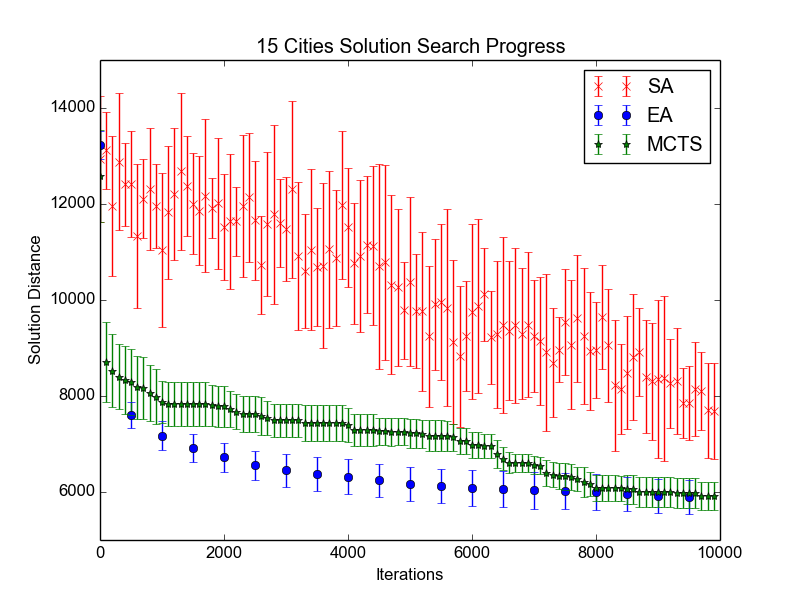 15 Cities Solution Search Progress
SA
EA
MCTS
14000
12000
10000
8000
6000
Solution Distance
0 2000 4000 6000 8000 10000
Iterations